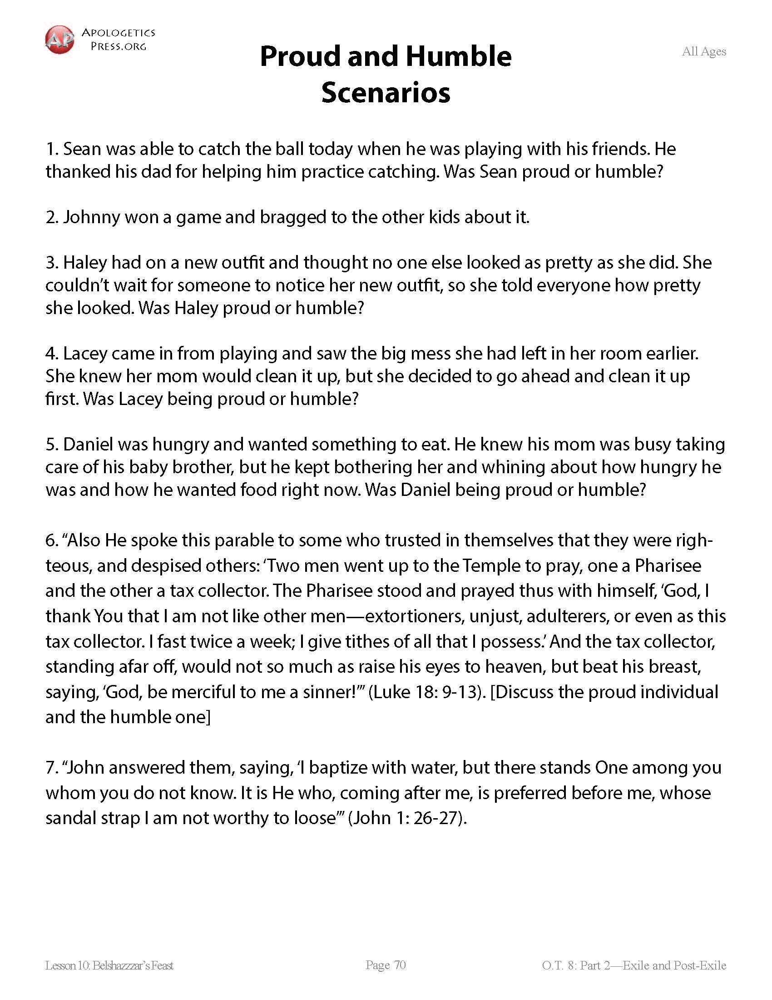 AP
APOLOGETICS
PRESS.ORG
All Ages
Proud and Humble
Scenarios
1. Sean was able to catch the ball today when he was playing with his friends. He
thanked his dad for helping him practice catching. Was Sean proud or humble?
2. Johnny won a game and bragged to the other kids about it.
3. Haley had on a new outfit and thought no one else looked as pretty as she did. She
couldn’t wait for someone to notice her new outfit, so she told everyone how pretty
she looked. Was Haley proud or humble?
4. Lacey came in from playing and saw the big mess she had left in her room earlier.
She knew her mom would clean it up, but she decided to go ahead and clean it up
first. Was Lacey being proud or humble?
5. Daniel was hungry and wanted something to eat. He knew his mom was busy taking
care of his baby brother, but he kept bothering her and whining about how hungry he
was and how he wanted food right now. Was Daniel being proud or humble?
6. “Also He spoke this parable to some who trusted in themselves that they were righ-
teous, and despised others: ‘Two men went up to the Temple to pray, one a Pharisee
and the other a tax collector. The Pharisee stood and prayed thus with himself, ‘God, I
thank You that I am not like other men—extortioners, unjust, adulterers, or even as this
tax collector. I fast twice a week; I give tithes of all that I possess.’ And the tax collector,
standing afar off, would not so much as raise his eyes to heaven, but beat his breast,
saying, ‘God, be merciful to me a sinner!’” (Luke 18: 9-13). [Discuss the proud individual
and the humble one]
7. “John answered them, saying, ‘I baptize with water, but there stands One among you
whom you do not know. It is He who, coming after me, is preferred before me, whose
sandal strap I am not worthy to loose’” (John 1: 26-27).
Lesson 10: Belshazzzar’s Feast
Page 70
O.T. 8: Part 2—Exile and Post-Exile